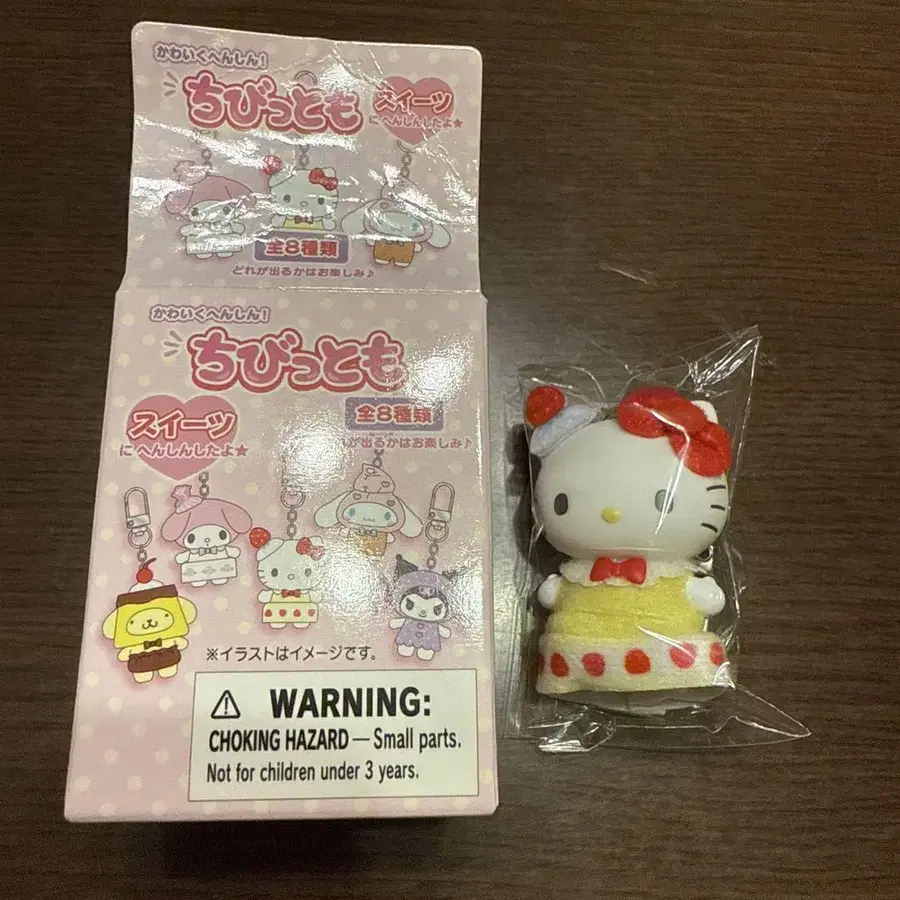 かわいくへんしん!
ちびっとも
スイーツ
にへんしんしたよ★
全8種類
どれが出るかはお楽しみ♪
かわいくへんしん!
ちびっとも
スイーツ
にへんしんしたよ★
全8種類
どれが出るかはお楽しみ♪
※イラストはイメージです。
WARNING:
CHOKING HAZARD — Small parts.
Not for children under 3 years.